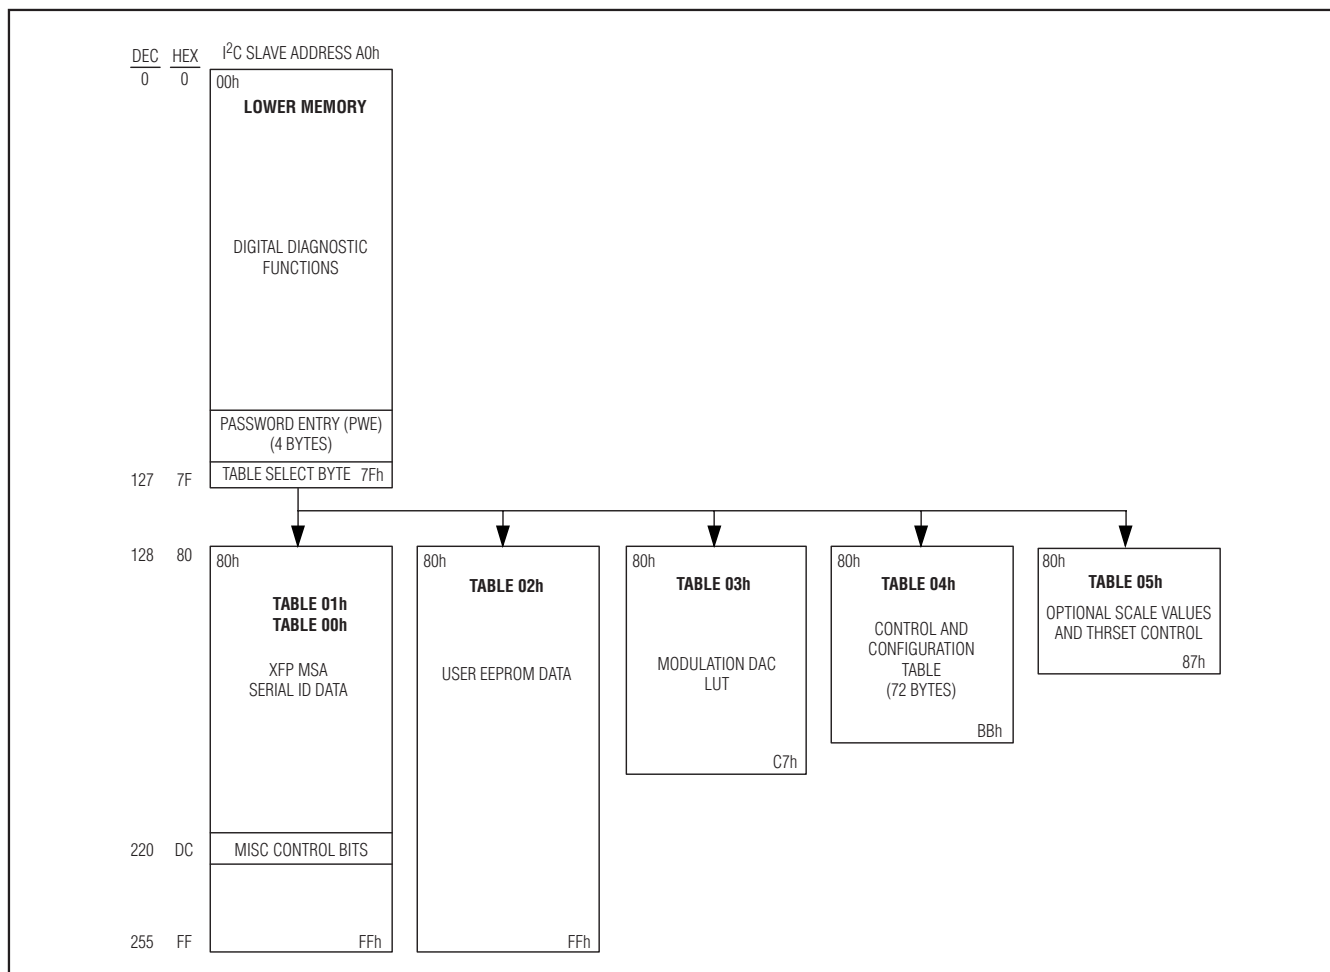 DEC HEX I²C SLAVE ADDRESS A0h
0 0
00h
LOWER MEMORY
DIGITAL DIAGNOSTIC
FUNCTIONS
PASSWORD ENTRY (PWE)
(4 BYTES)
127 7F TABLE SELECT BYTE 7Fh
128 80
80h
TABLE 01h
TABLE 00h
XFP MSA
SERIAL ID DATA
220 DC MISC CONTROL BITS
255 FF FFh
80h
TABLE 02h
USER EEPROM DATA
FFh
80h
TABLE 03h
MODULATION DAC
LUT
C7h
80h
TABLE 04h
CONTROL AND
CONFIGURATION
TABLE
(72 BYTES)
BBh
80h
TABLE 05h
OPTIONAL SCALE VALUES
AND THRSET CONTROL
87h